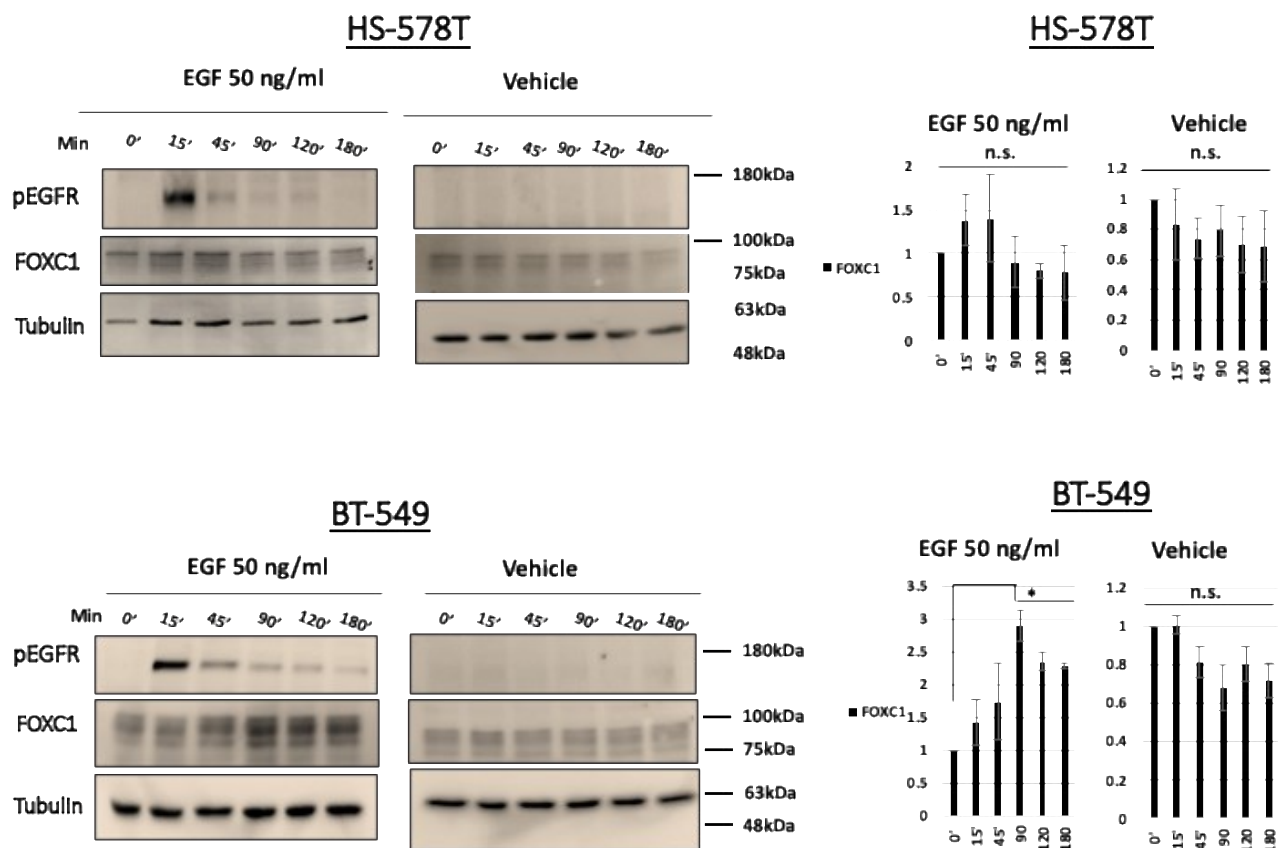 HS-578T
EGF 50 ng/ml
Vehicle
Min 0' 15' 45' 90' 120' 180'
0' 15' 45' 90' 120' 180'
pEGFR
FOXC1
Tubulin
180kDa
100kDa
75kDa
63kDa
48kDa
HS-578T
EGF 50 ng/ml
n.s.
2
1.5
1
0.5
0
FOXC1
0' 15' 45' 90 120 180
Vehicle
n.s.
1.2
1
0.8
0.6
0.4
0.2
0
0' 15' 45' 90 120 180
BT-549
EGF 50 ng/ml
Vehicle
Min 0' 15' 45' 90' 120' 180'
0' 15' 45' 90' 120' 180'
pEGFR
FOXC1
Tubulin
180kDa
100kDa
75kDa
63kDa
48kDa
BT-549
EGF 50 ng/ml
*
3.5
3
2.5
2
1.5
1
0.5
0
FOXC1
0' 15' 45' 90 120 180
Vehicle
n.s.
1.2
1
0.8
0.6
0.4
0.2
0
0' 15' 45' 90 120 180